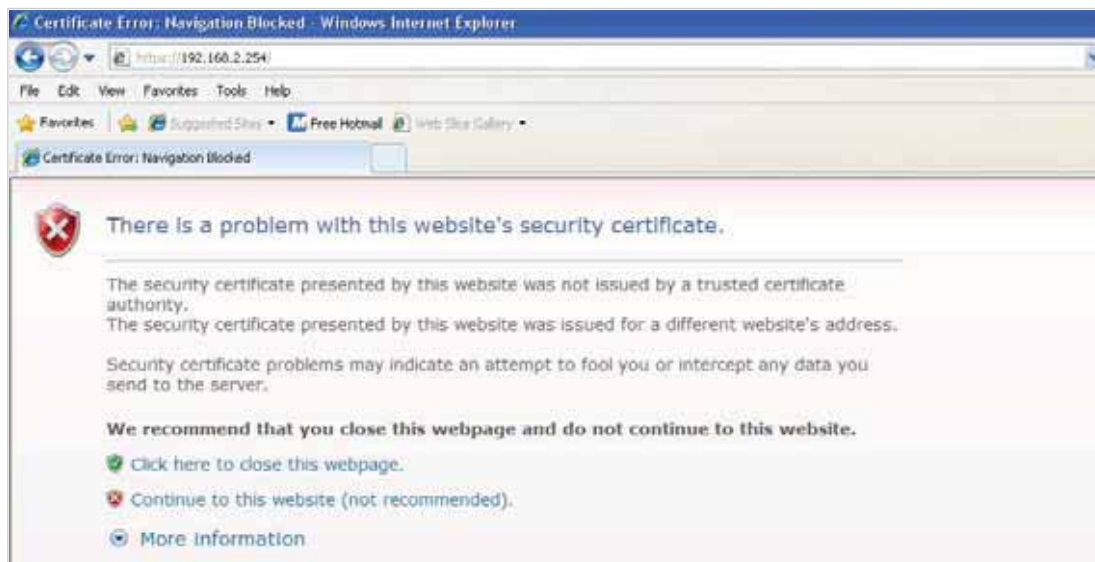 Certificate Error: Navigation Blocked - Windows Internet Explorer
https://192.168.2.254/
File Edit View Favorites Tools Help
Favorites Suggested Sites Free Hotmail Web Slice Gallery
Certificate Error: Navigation Blocked
There is a problem with this website's security certificate.
The security certificate presented by this website was not issued by a trusted certificate
authority.
The security certificate presented by this website was issued for a different website's address.
Security certificate problems may indicate an attempt to fool you or intercept any data you
send to the server.
We recommend that you close this webpage and do not continue to this website.
Click here to close this webpage.
Continue to this website (not recommended).
More information